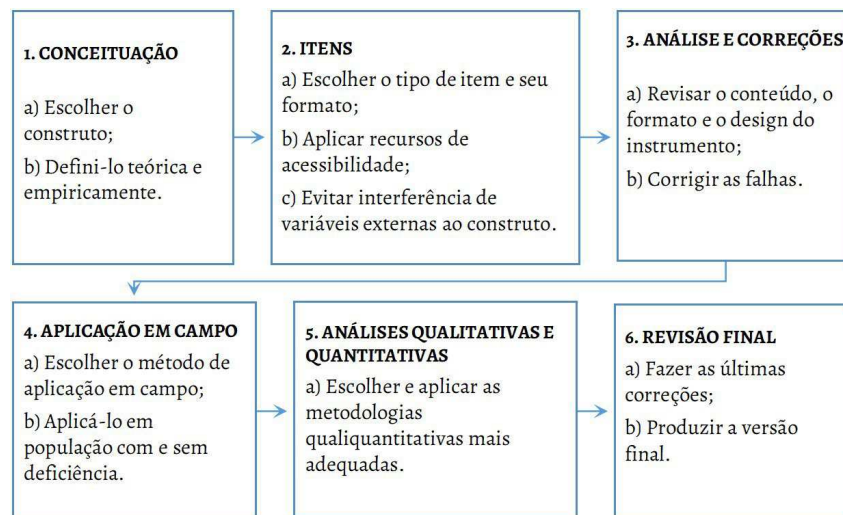 1. CONCEITUAÇÃO
a) Escolher o
construto;
b) Defini-lo teórica e
empiricamente.
2. ITENS
a) Escolher o tipo de item e seu
formato;
b) Aplicar recursos de
acessibilidade;
c) Evitar interferência de
variáveis externas ao construto.
3. ANÁLISE E CORREÇÕES
a) Revisar o conteúdo, o
formato e o design do
instrumento;
b) Corrigir as falhas.
4. APLICAÇÃO EM CAMPO
a) Escolher o método de
aplicação em campo;
b) Aplicá-lo em
população com e sem
deficiência.
5. ANÁLISES QUALITATIVAS E
QUANTITATIVAS
a) Escolher e aplicar as
metodologias
qualiquantitativas mais
adequadas.
6. REVISÃO FINAL
a) Fazer as últimas
correções;
b) Produzir a versão
final.